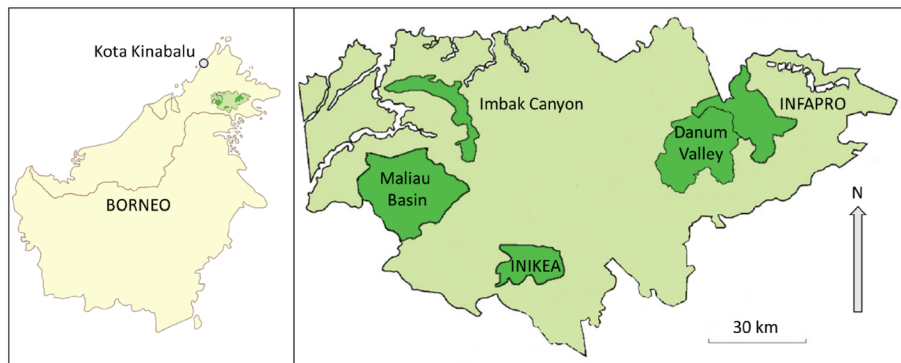 Kota Kinabalu
BORNEO
Imbak Canyon
INFAPRO
Danum
Valley
Maliau
Basin
N
INIKEA
30 km